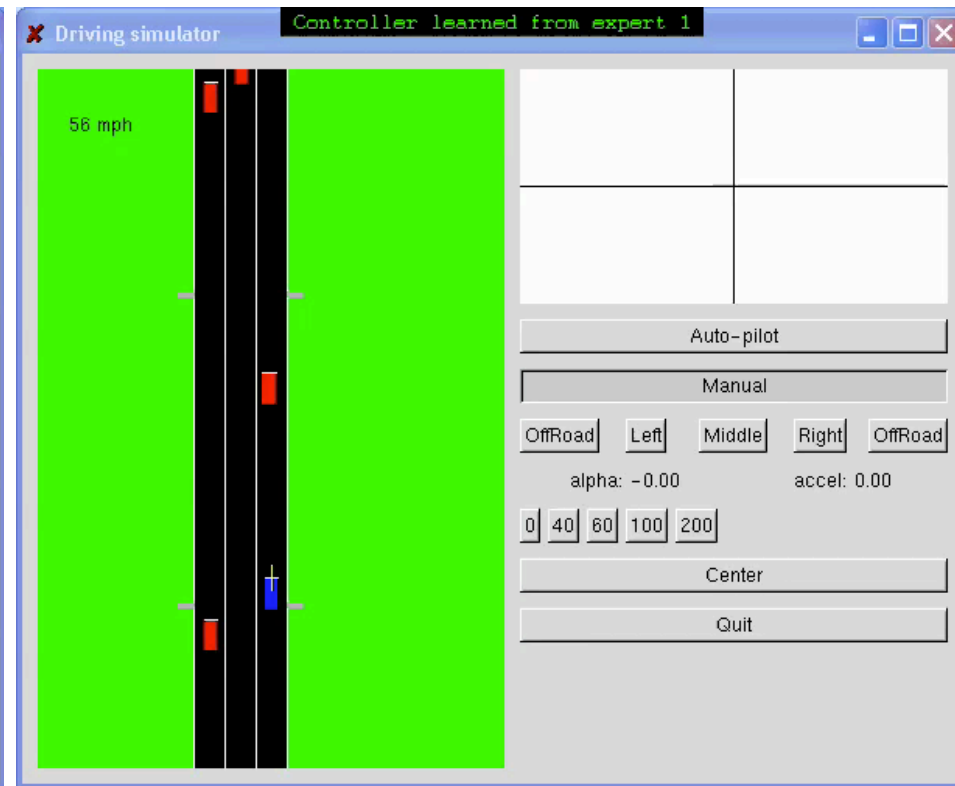 Controller learned from expert 1
Driving simulator
56 mph
Auto-pilot
Manual
OffRoad Left Middle Right OffRoad
alpha: -0.00 accel: 0.00
0 40 60 100 200
Center
Quit